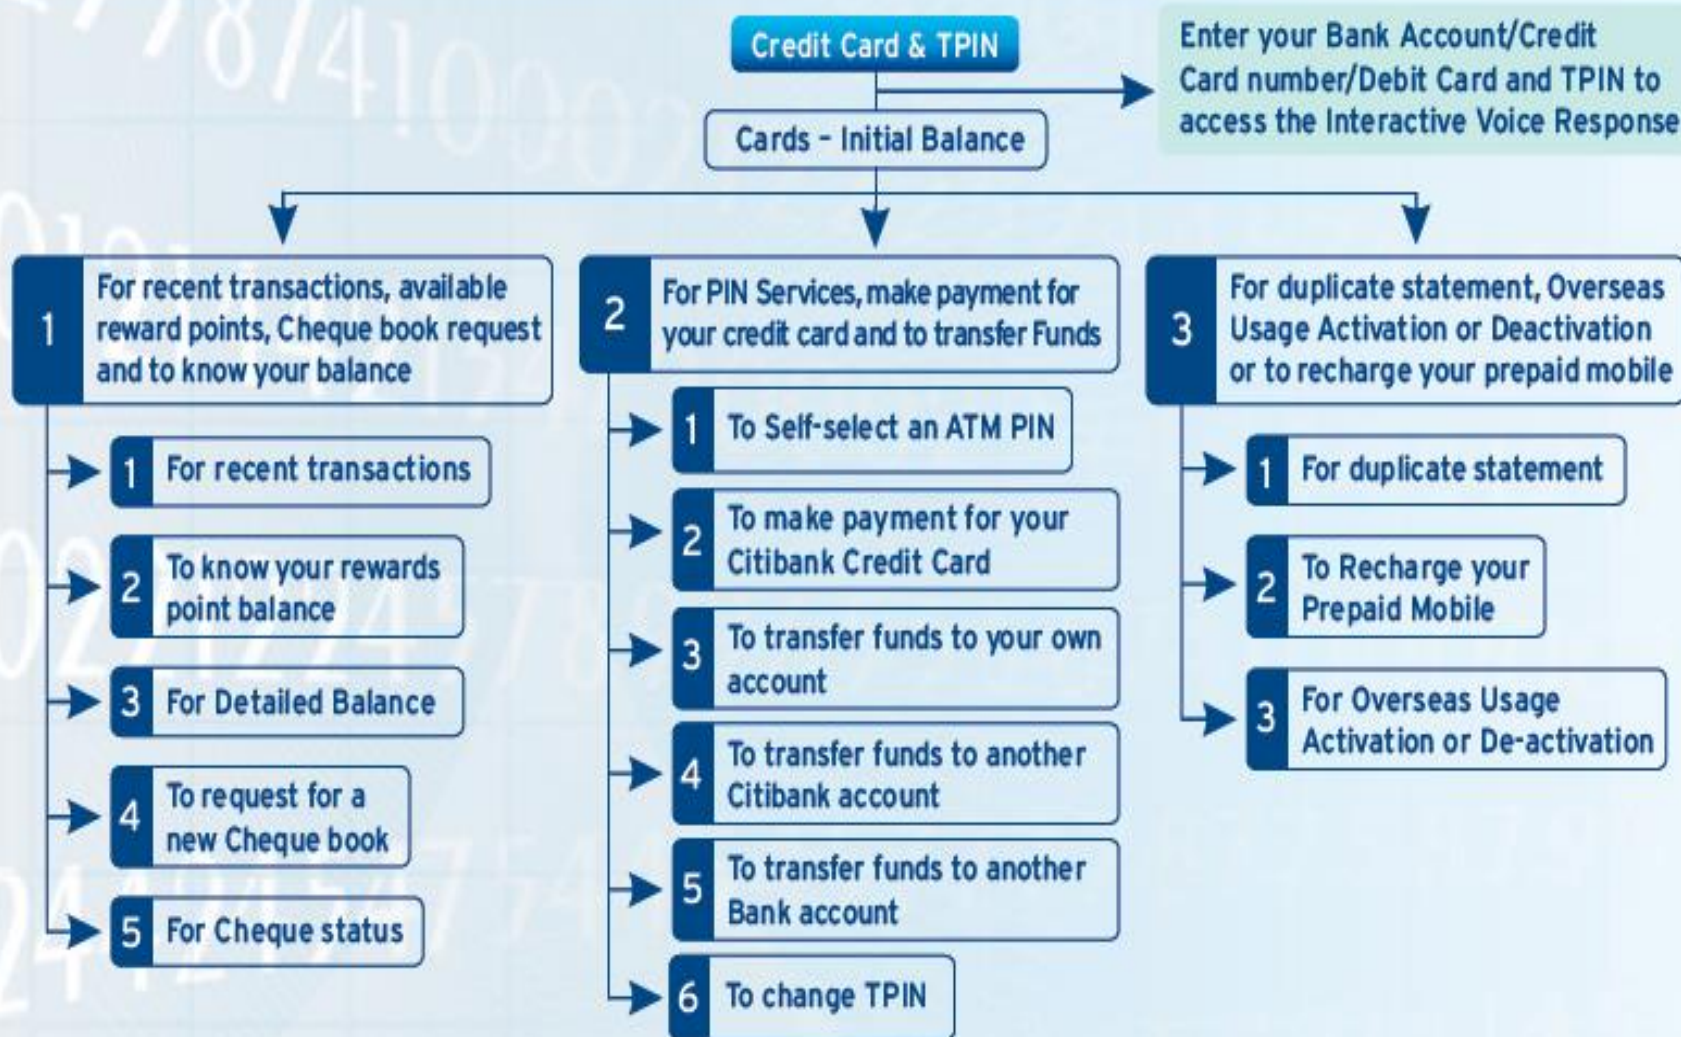 Credit Card & TPIN
Enter your Bank Account/Credit
Card number/Debit Card and TPIN to
access the Interactive Voice Response
Cards - Initial Balance
1
For recent transactions, available
reward points, Cheque book request
and to know your balance
1 For recent transactions
2 To know your rewards
point balance
3 For Detailed Balance
4 To request for a
new Cheque book
5 For Cheque status
2
For PIN Services, make payment for
your credit card and to transfer Funds
1 To Self-select an ATM PIN
2 To make payment for your
Citibank Credit Card
3 To transfer funds to your own
account
4 To transfer funds to another
Citibank account
5 To transfer funds to another
Bank account
6 To change TPIN
3
For duplicate statement, Overseas
Usage Activation or Deactivation
or to recharge your prepaid mobile
1 For duplicate statement
2 To Recharge your
Prepaid Mobile
3 For Overseas Usage
Activation or De-activation